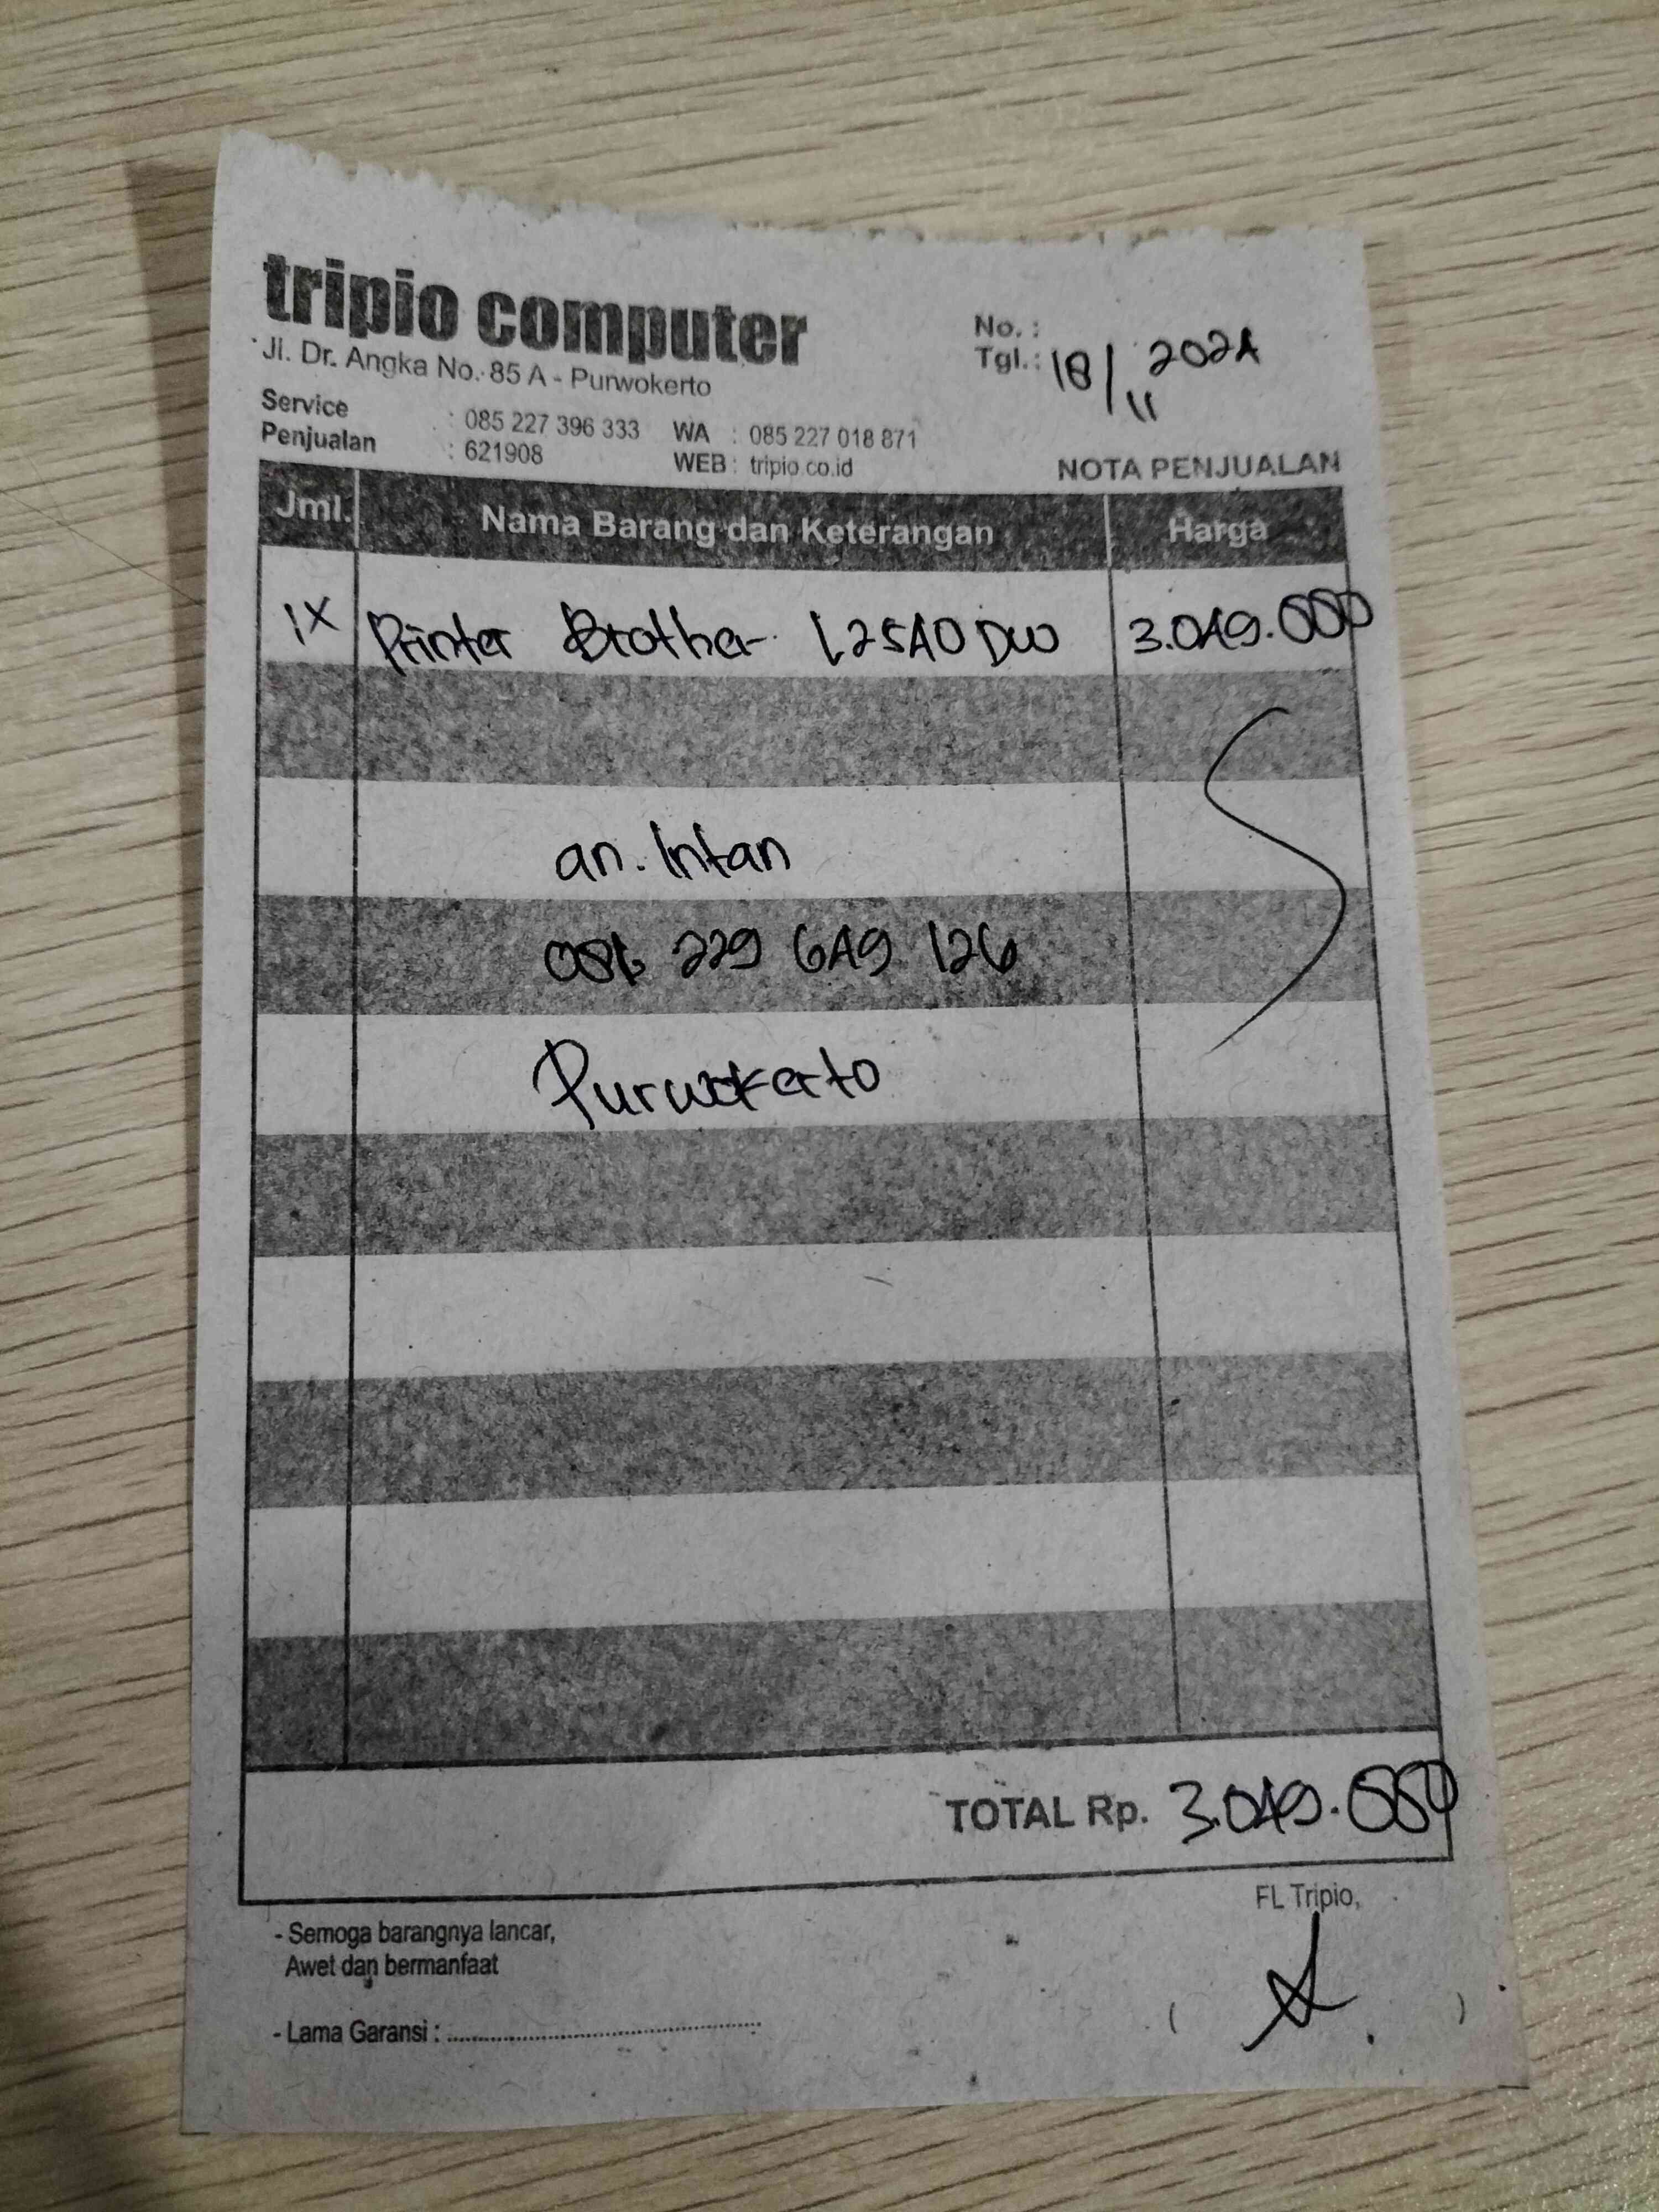 tripio computer
Jl. Dr. Angka No. 85 A - Purwokerto
No. :
Tgl. : 18/11 2024
Service : 085 227 396 333 WA : 085 227 018 871
Penjualan : 621908 WEB : tripio.co.id
NOTA PENJUALAN
Jml. Nama Barang dan Keterangan Harga
1X Printer Brother L2540 DW 3.049.000
an. Intan
229 649 126
Purwokerto
TOTAL Rp. 3.049.000
FL Tripio,
- Semoga barangnya lancar,
Awet dan bermanfaat
- Lama Garansi : ........................................
( )